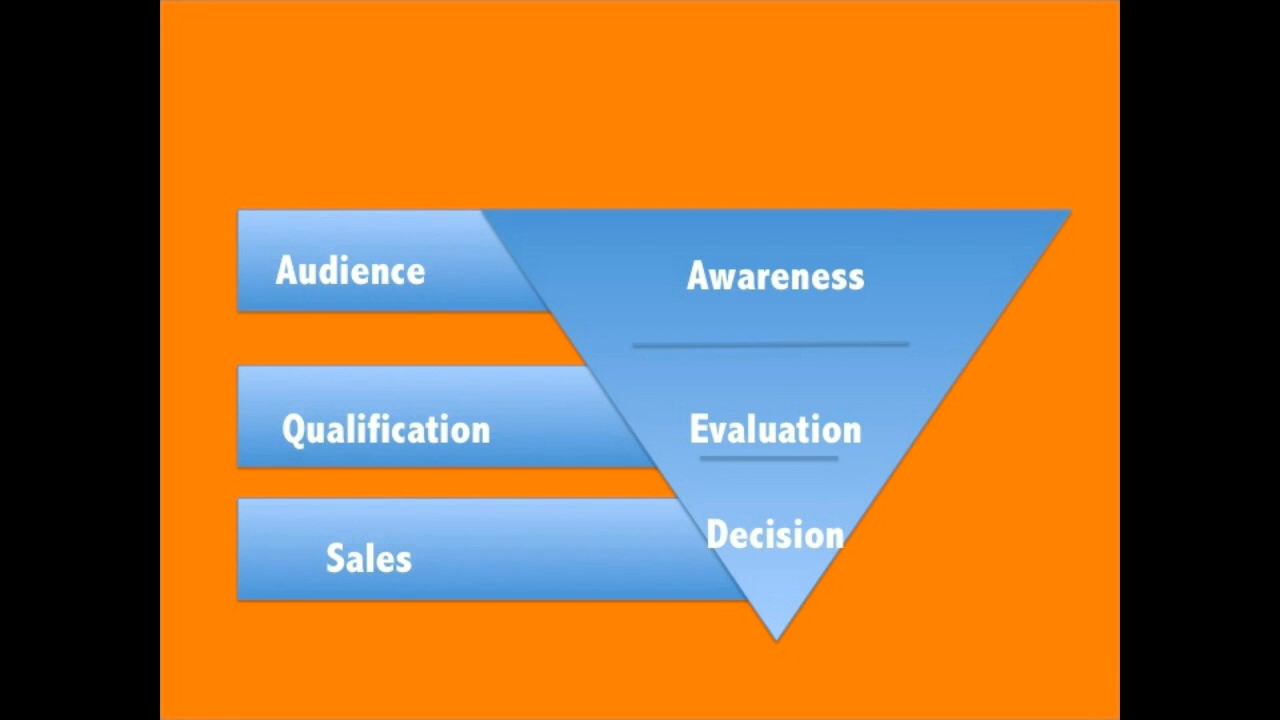 Audience
Awareness
Qualification
Evaluation
Sales
Decision